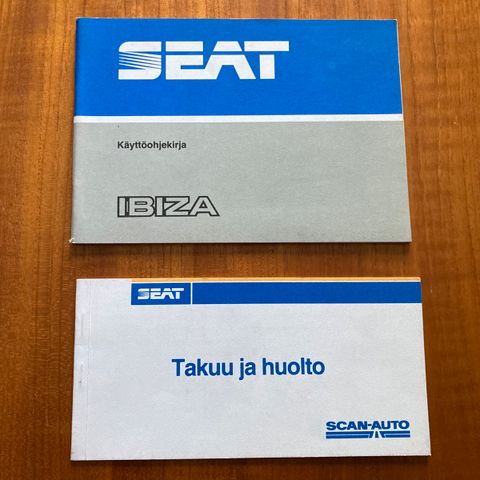 SEAT
Käyttöohjekirja
IBIZA
SEAT
Takuu ja huolto
SCAN-AUTO